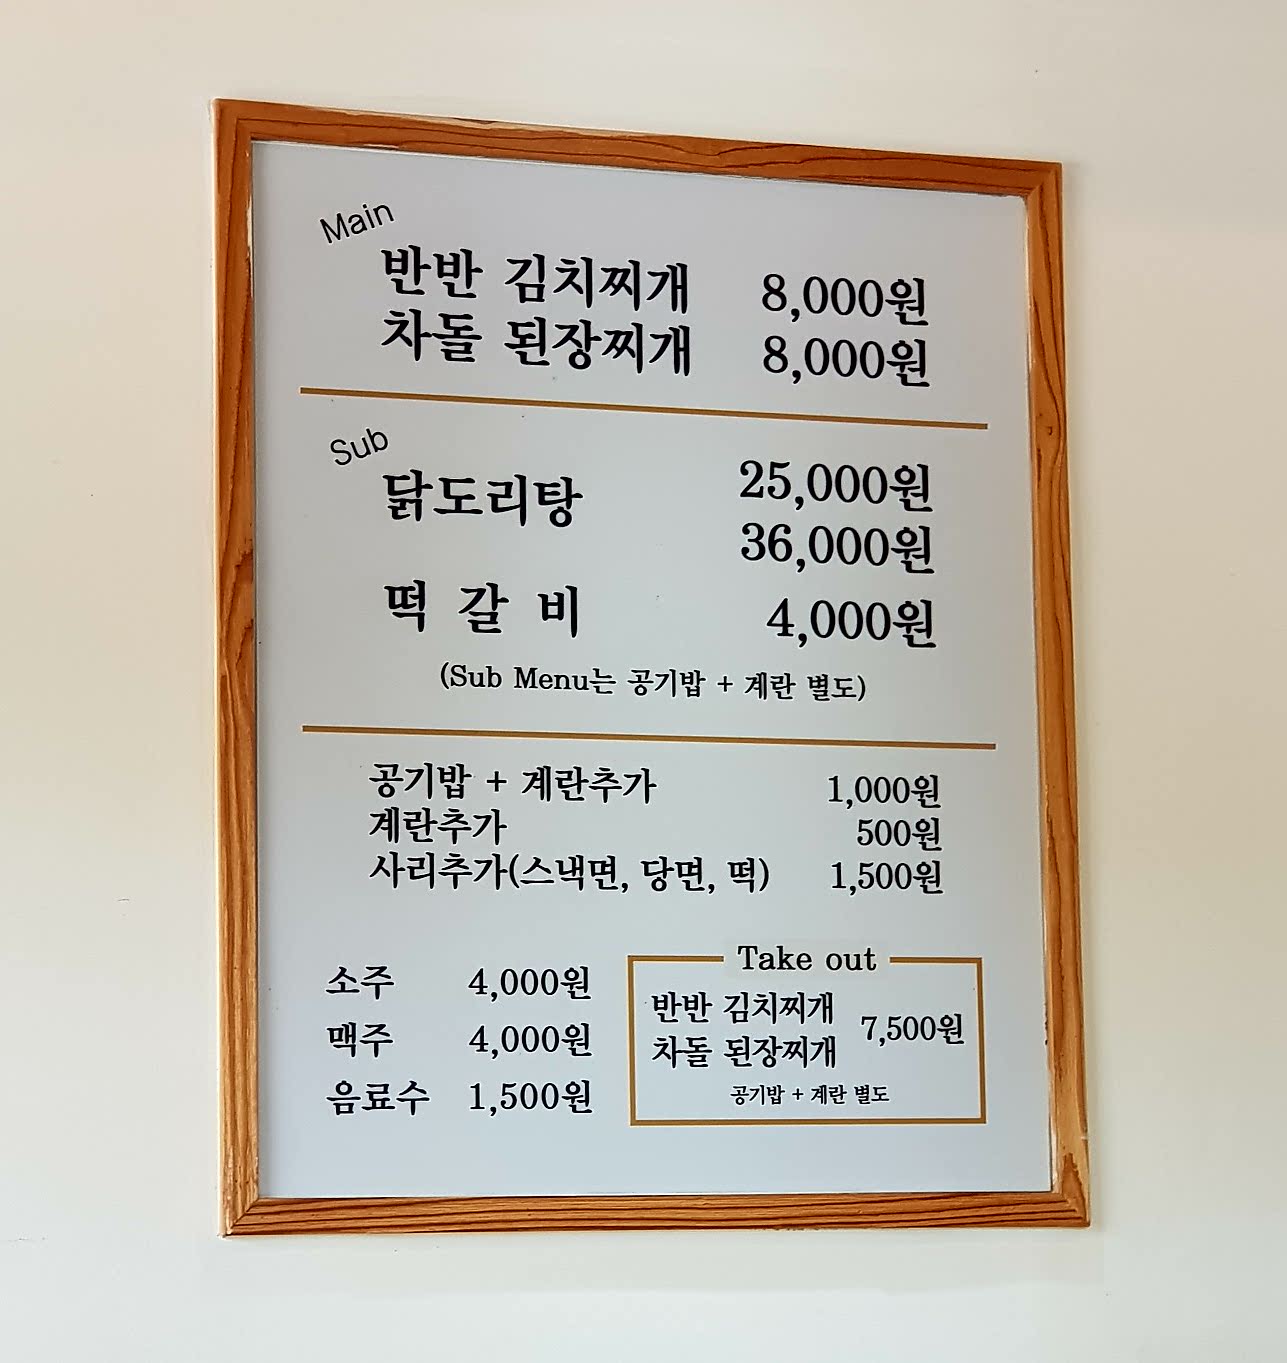 Main
반반 김치찌개 8,000원
차돌 된장찌개 8,000원
Sub
닭도리탕 25,000원
36,000원
떡 갈 비 4,000원
(Sub Menu는 공기밥 + 계란 별도)
공기밥 + 계란추가 1,000원
계란추가 500원
사리추가(스낵면, 당면, 떡) 1,500원
소주 4,000원
맥주 4,000원
음료수 1,500원
Take out
반반 김치찌개
차돌 된장찌개 7,500원
공기밥 + 계란 별도